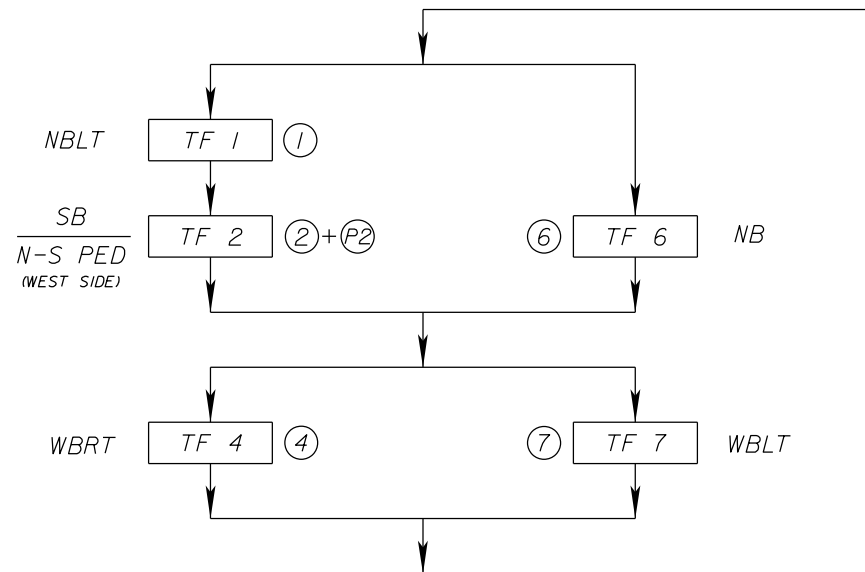 NBLT TF 1 1
SB TF 2 2+P2 6 TF 6 NB
N-S PED
(WEST SIDE)
WBRT TF 4 4 7 TF 7 WBLT